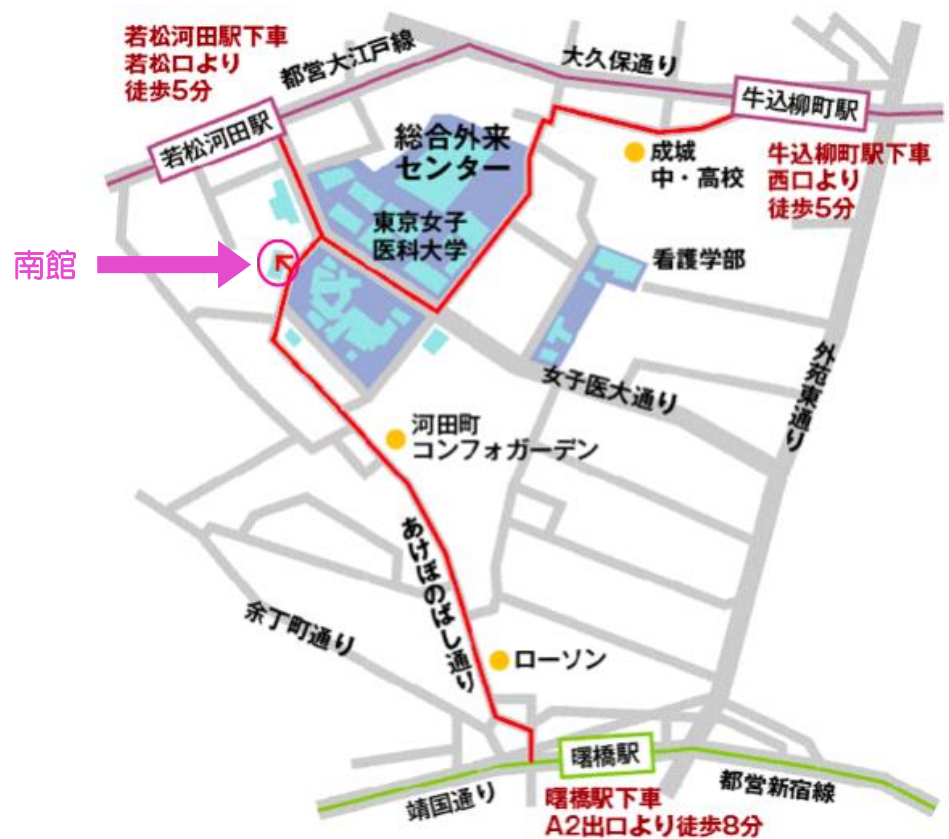 若松河田駅下車
若松口より
徒歩5分
都営大江戸線
大久保通り
牛込柳町駅
若松河田駅
総合外来
センター
成城
中・高校
牛込柳町駅下車
西口より
徒歩5分
東京女子
医科大学
南館
看護学部
外苑東通り
女子医大通り
河田町
コンフォガーデン
あけぼのばし通り
余丁町通り
ローソン
曙橋駅
靖国通り
都営新宿線
曙橋駅下車
A2出口より徒歩8分